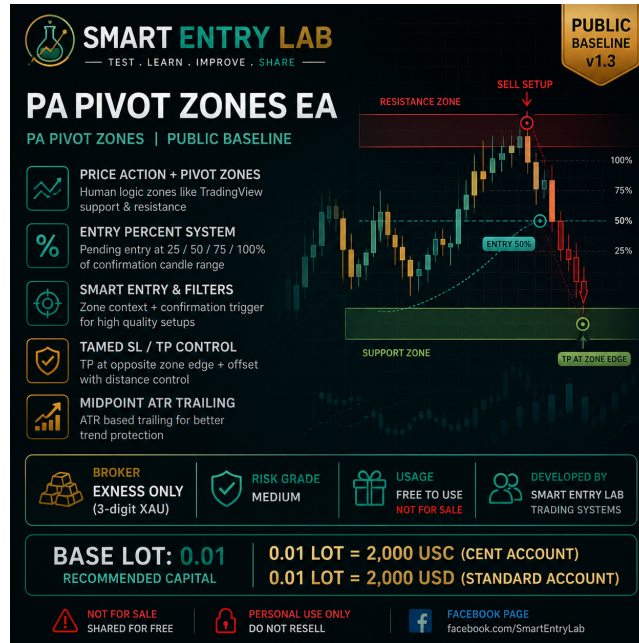 SMART ENTRY LAB
TEST . LEARN . IMPROVE . SHARE
PUBLIC
BASELINE
v1.3
PA PIVOT ZONES EA
PA PIVOT ZONES | PUBLIC BASELINE
PRICE ACTION + PIVOT ZONES
Human logic zones like TradingView
support & resistance
ENTRY PERCENT SYSTEM
Pending entry at 25 / 50 / 75 / 100%
of confirmation candle range
SMART ENTRY & FILTERS
Zone context + confirmation trigger
for high quality setups
TAMED SL / TP CONTROL
TP at opposite zone edge + offset
with distance control
MIDPOINT ATR TRAILING
ATR based trailing for better
trend protection
SELL SETUP
RESISTANCE ZONE
100%
75%
50%
ENTRY 50%
25%
SUPPORT ZONE
TP AT ZONE EDGE
BROKER
EXNESS ONLY
(3-digit XAU)
RISK GRADE
MEDIUM
USAGE
FREE TO USE
NOT FOR SALE
DEVELOPED BY
SMART ENTRY LAB
TRADING SYSTEMS
BASE LOT: 0.01
RECOMMENDED CAPITAL
0.01 LOT = 2,000 USC (CENT ACCOUNT)
0.01 LOT = 2,000 USD (STANDARD ACCOUNT)
NOT FOR SALE
SHARED FOR FREE
PERSONAL USE ONLY
DO NOT RESELL
FACEBOOK PAGE
facebook.com/SmartEntryLab